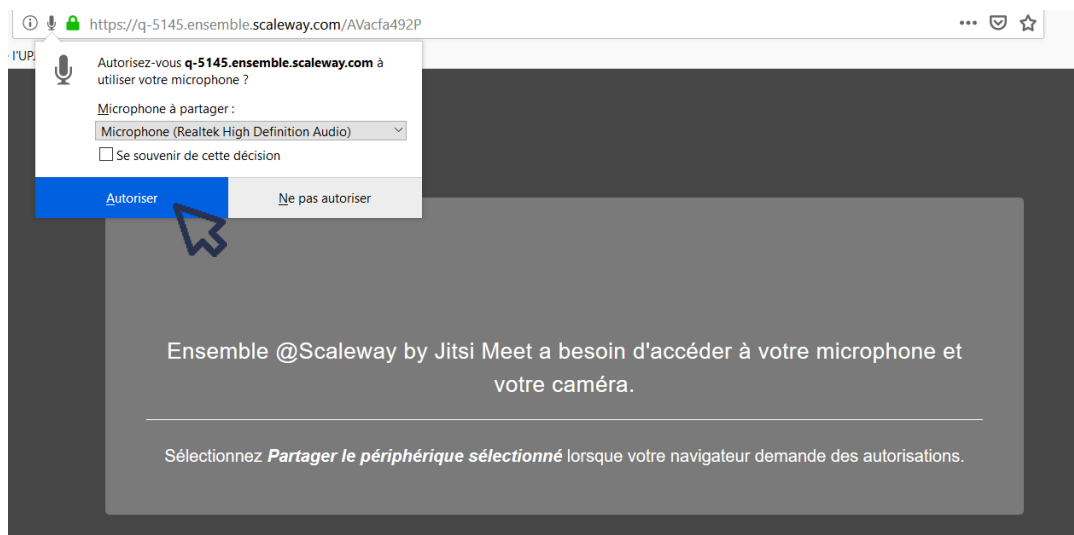 https://q-5145.ensemble.scaleway.com/AVacfa492P
l'UP
Autorisez-vous q-5145.ensemble.scaleway.com à
utiliser votre microphone ?
Microphone à partager :
Microphone (Realtek High Definition Audio)
Se souvenir de cette décision
Autoriser
Ne pas autoriser
Ensemble @Scaleway by Jitsi Meet a besoin d'accéder à votre microphone et
votre caméra.
Sélectionnez Partager le périphérique sélectionné lorsque votre navigateur demande des autorisations.